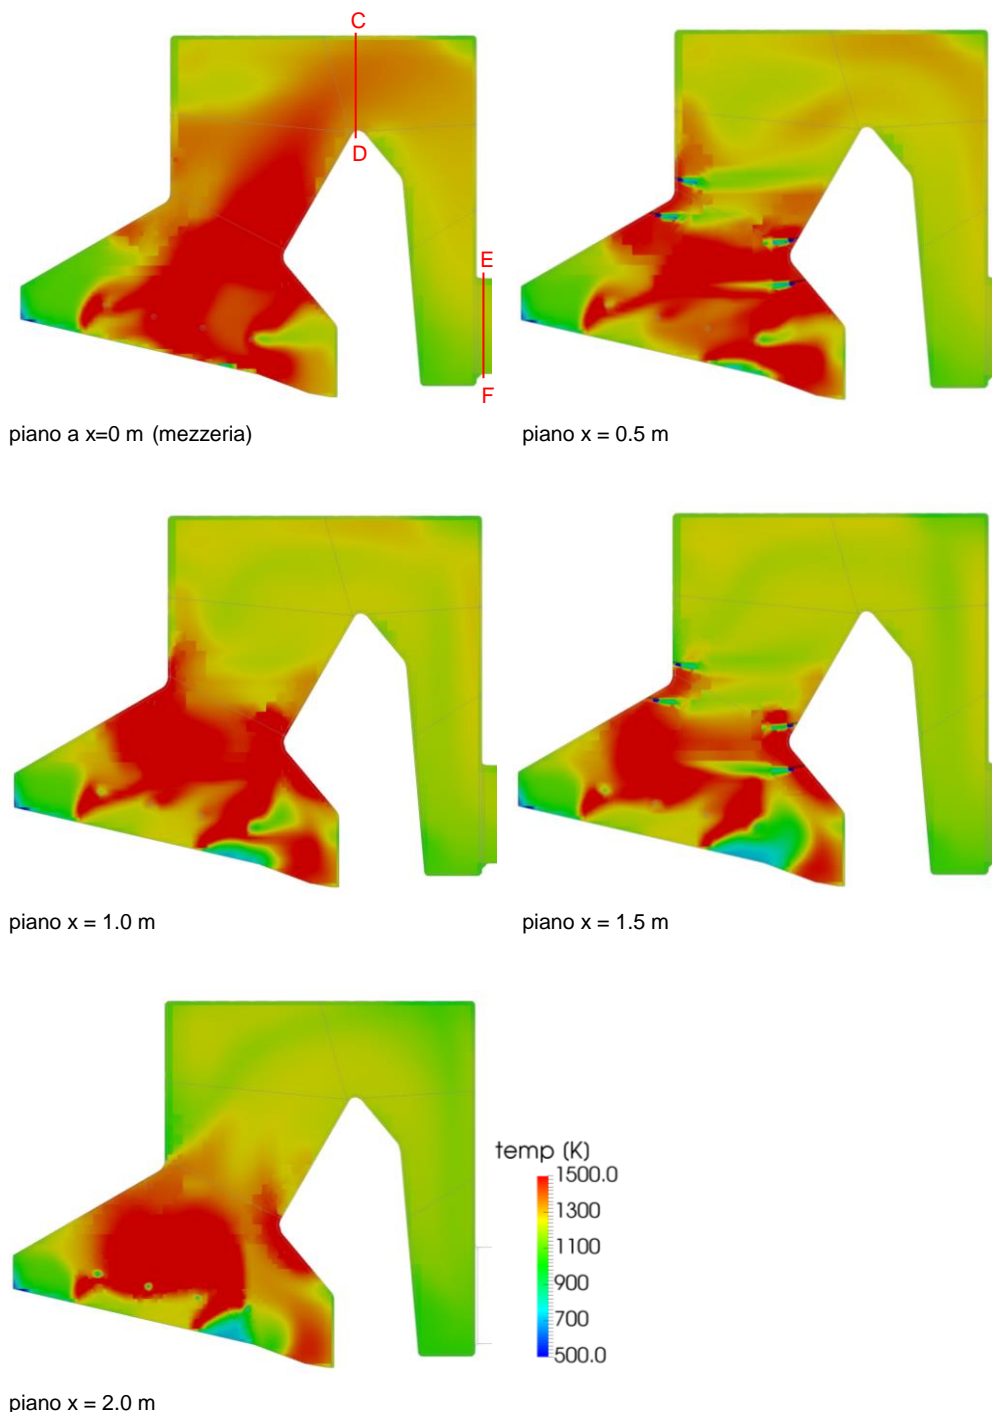 C
D
E
F
piano a x=0 m (mezzeria)
piano x = 0.5 m
piano x = 1.0 m
piano x = 1.5 m
temp (K)
1500.0
1300
1100
900
700
500.0
piano x = 2.0 m